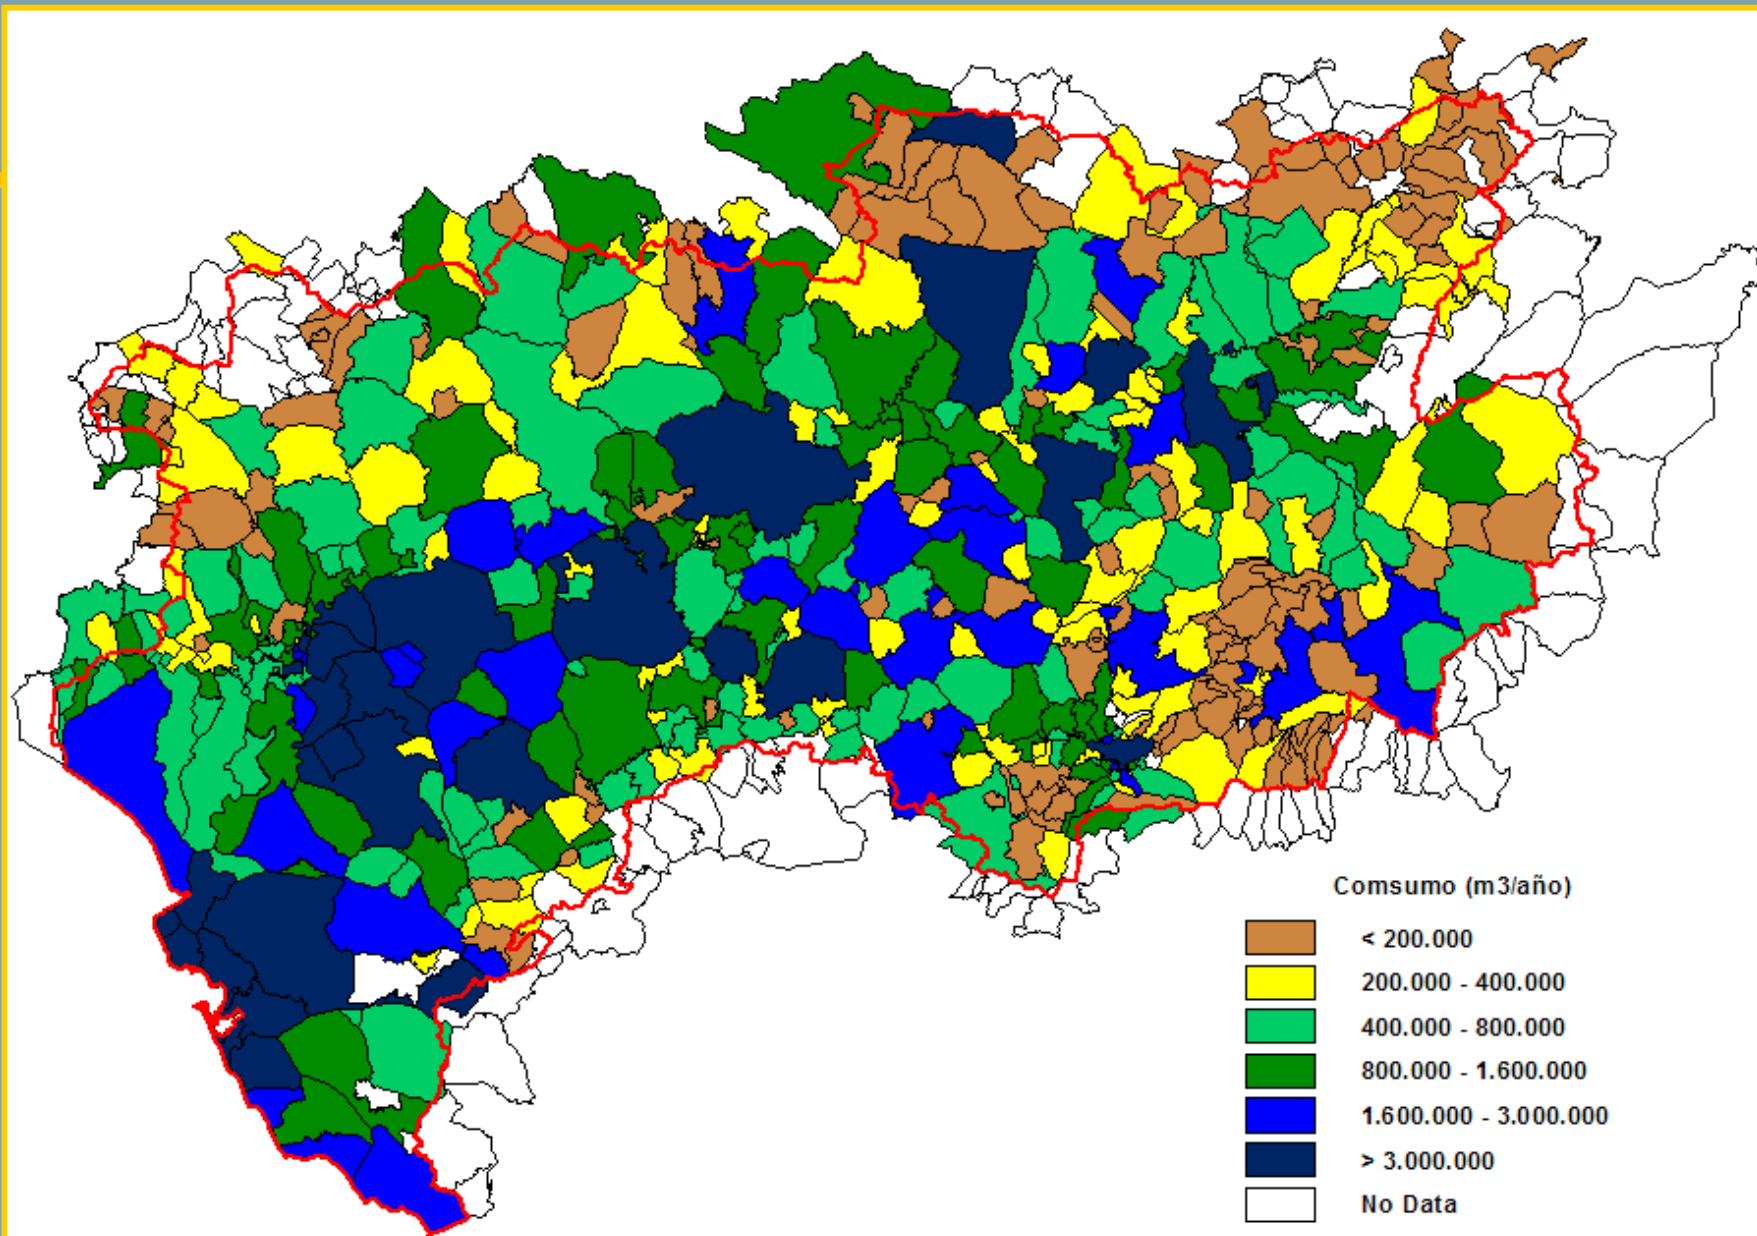 Comsumo (m3/año)
< 200.000
200.000 - 400.000
400.000 - 800.000
800.000 - 1.600.000
1.600.000 - 3.000.000
> 3.000.000
No Data